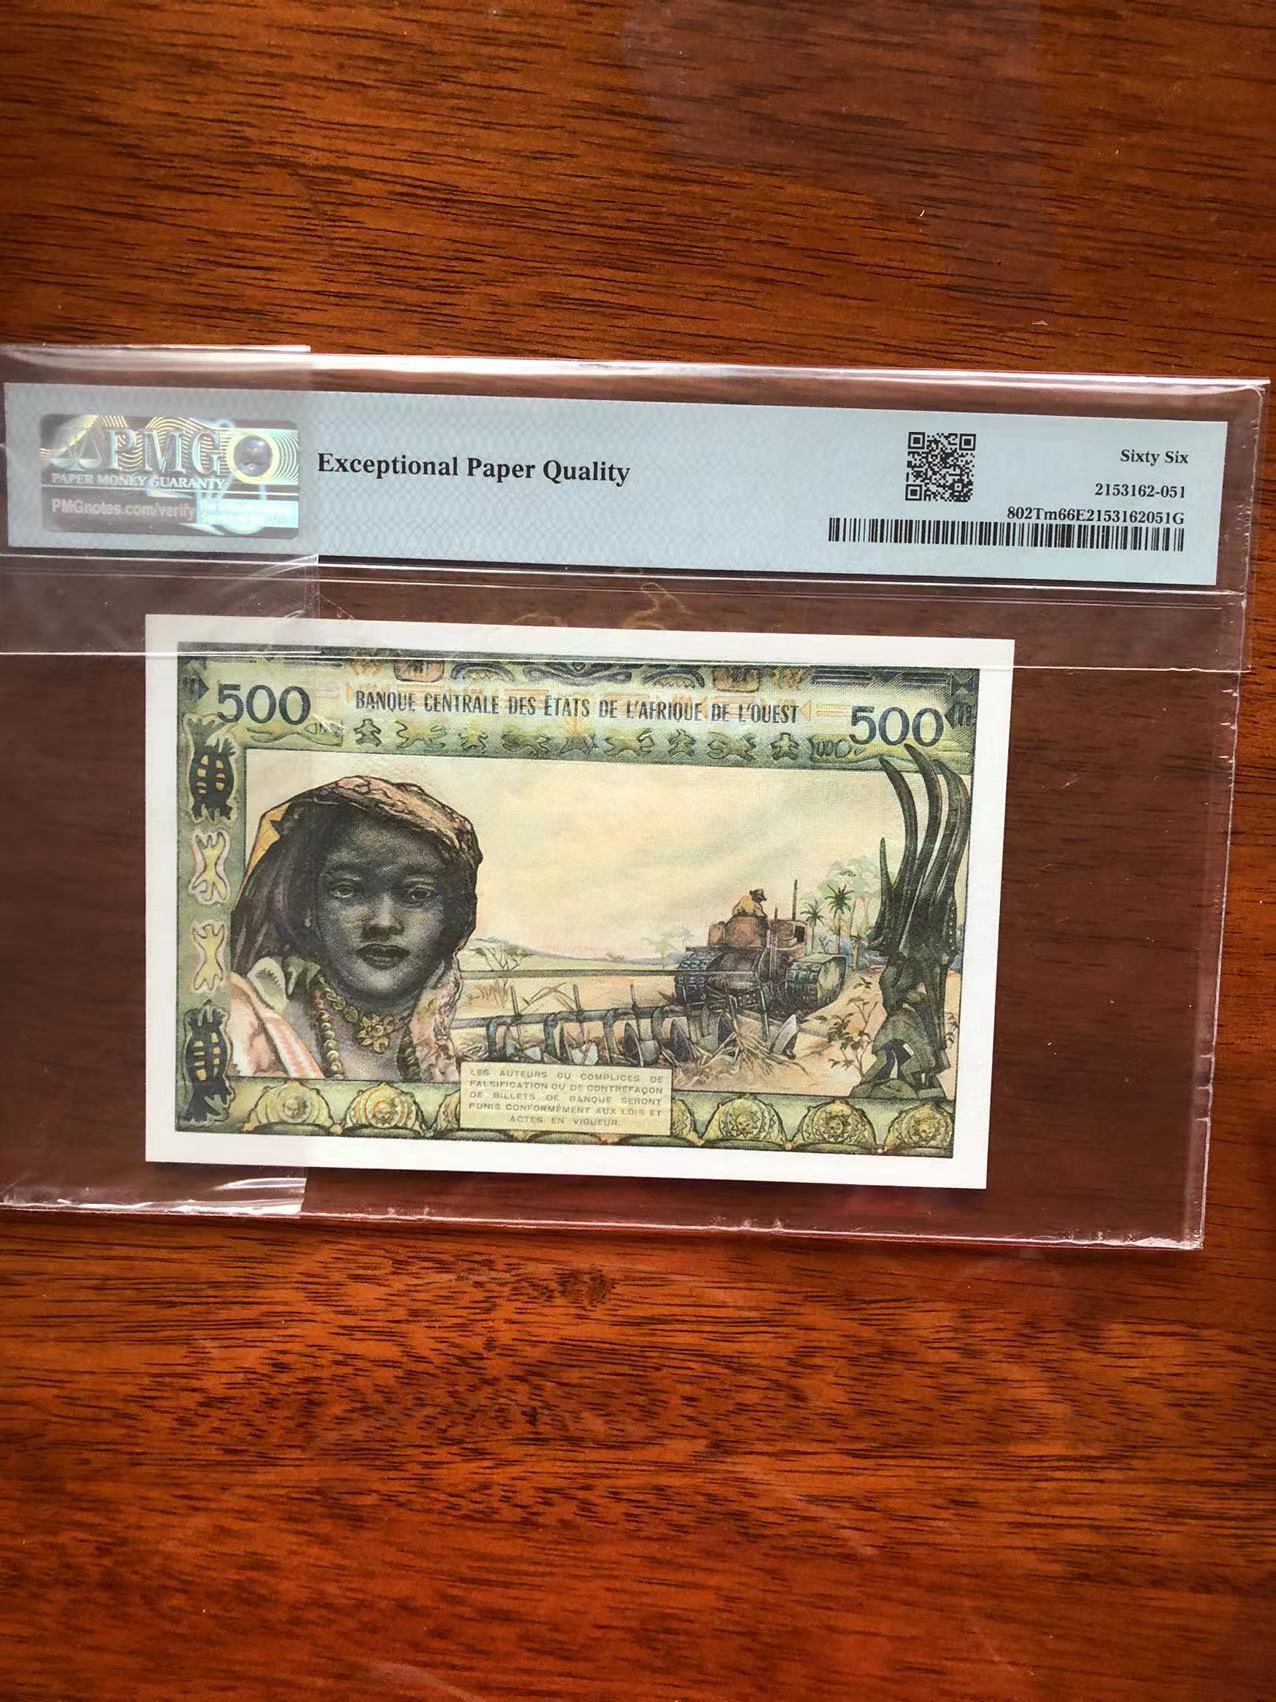 PMG
PAPER MONEY GUARANTY
PMGnotes.com/verify
Exceptional Paper Quality
Sixty Six
2153162-051
802Tm66E2153162051G
500 BANQUE CENTRALE DES ÉTATS DE L'AFRIQUE DE L'OUEST 500
LES AUTEURS OU COMPLICES DE
FALSIFICATION OU DE CONTREFAÇON
DE BILLETS DE BANQUE SERONT
PUNIS CONFORMÉMENT AUX LOIS ET
ACTES EN VIGUEUR.